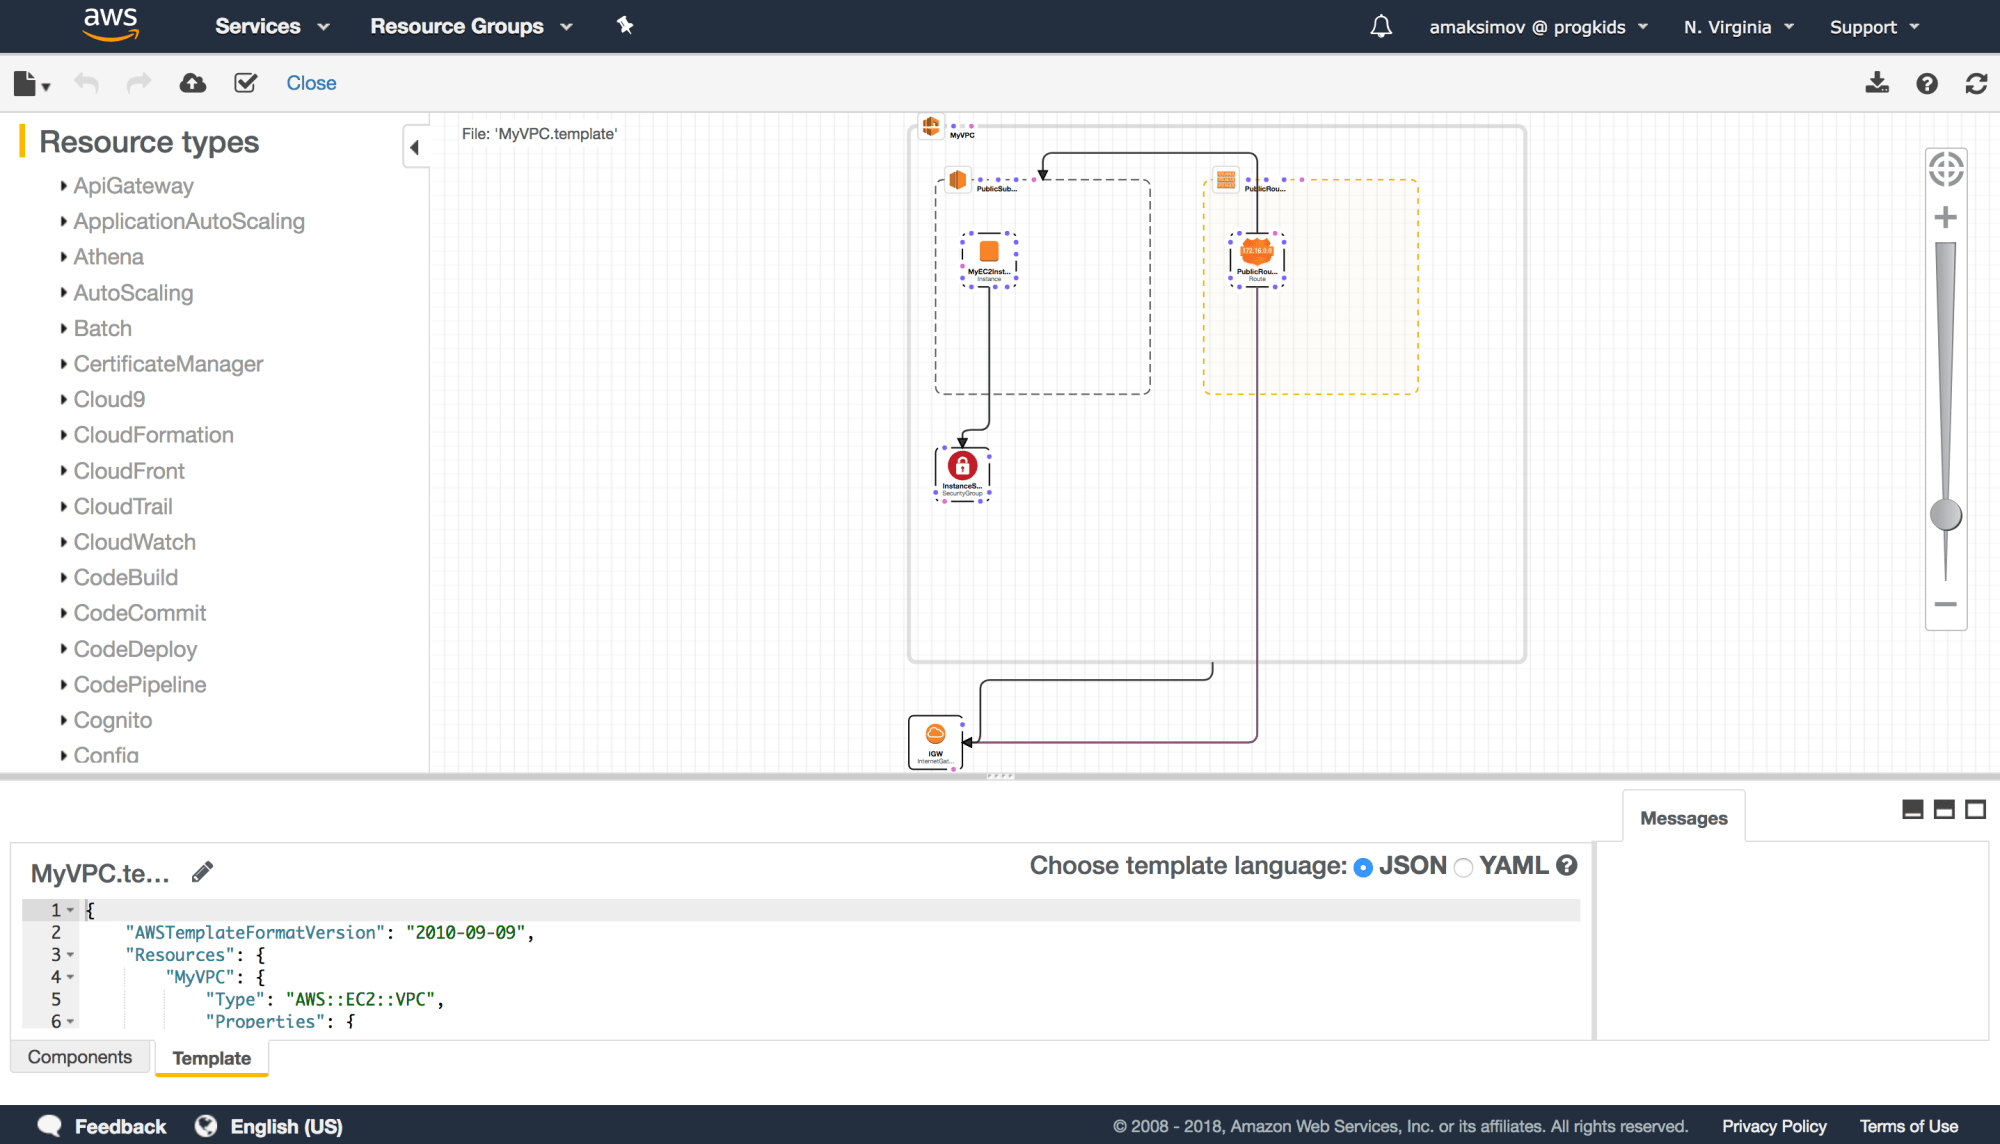 aws
Services
Resource Groups
amaksimov @ progkids
N. Virginia
Support
Close
Resource types
ApiGateway
ApplicationAutoScaling
Athena
AutoScaling
Batch
CertificateManager
Cloud9
CloudFormation
CloudFront
CloudTrail
CloudWatch
CodeBuild
CodeCommit
CodeDeploy
CodePipeline
Cognito
Config
File: 'MyVPC.template'
MyVPC
PublicSub...
PublicRou...
MyEC2Inst...
Instance
172.16.0.0
PublicRou...
Route
InstanceS...
SecurityGroup
IGW
InternetGat...
Messages
MyVPC.te...
Choose template language: JSON YAML
1 {
2 "AWSTemplateFormatVersion": "2010-09-09",
3 "Resources": {
4 "MyVPC": {
5 "Type": "AWS::EC2::VPC",
6 "Properties": {
Components
Template
Feedback
English (US)
© 2008 - 2018, Amazon Web Services, Inc. or its affiliates. All rights reserved.
Privacy Policy
Terms of Use